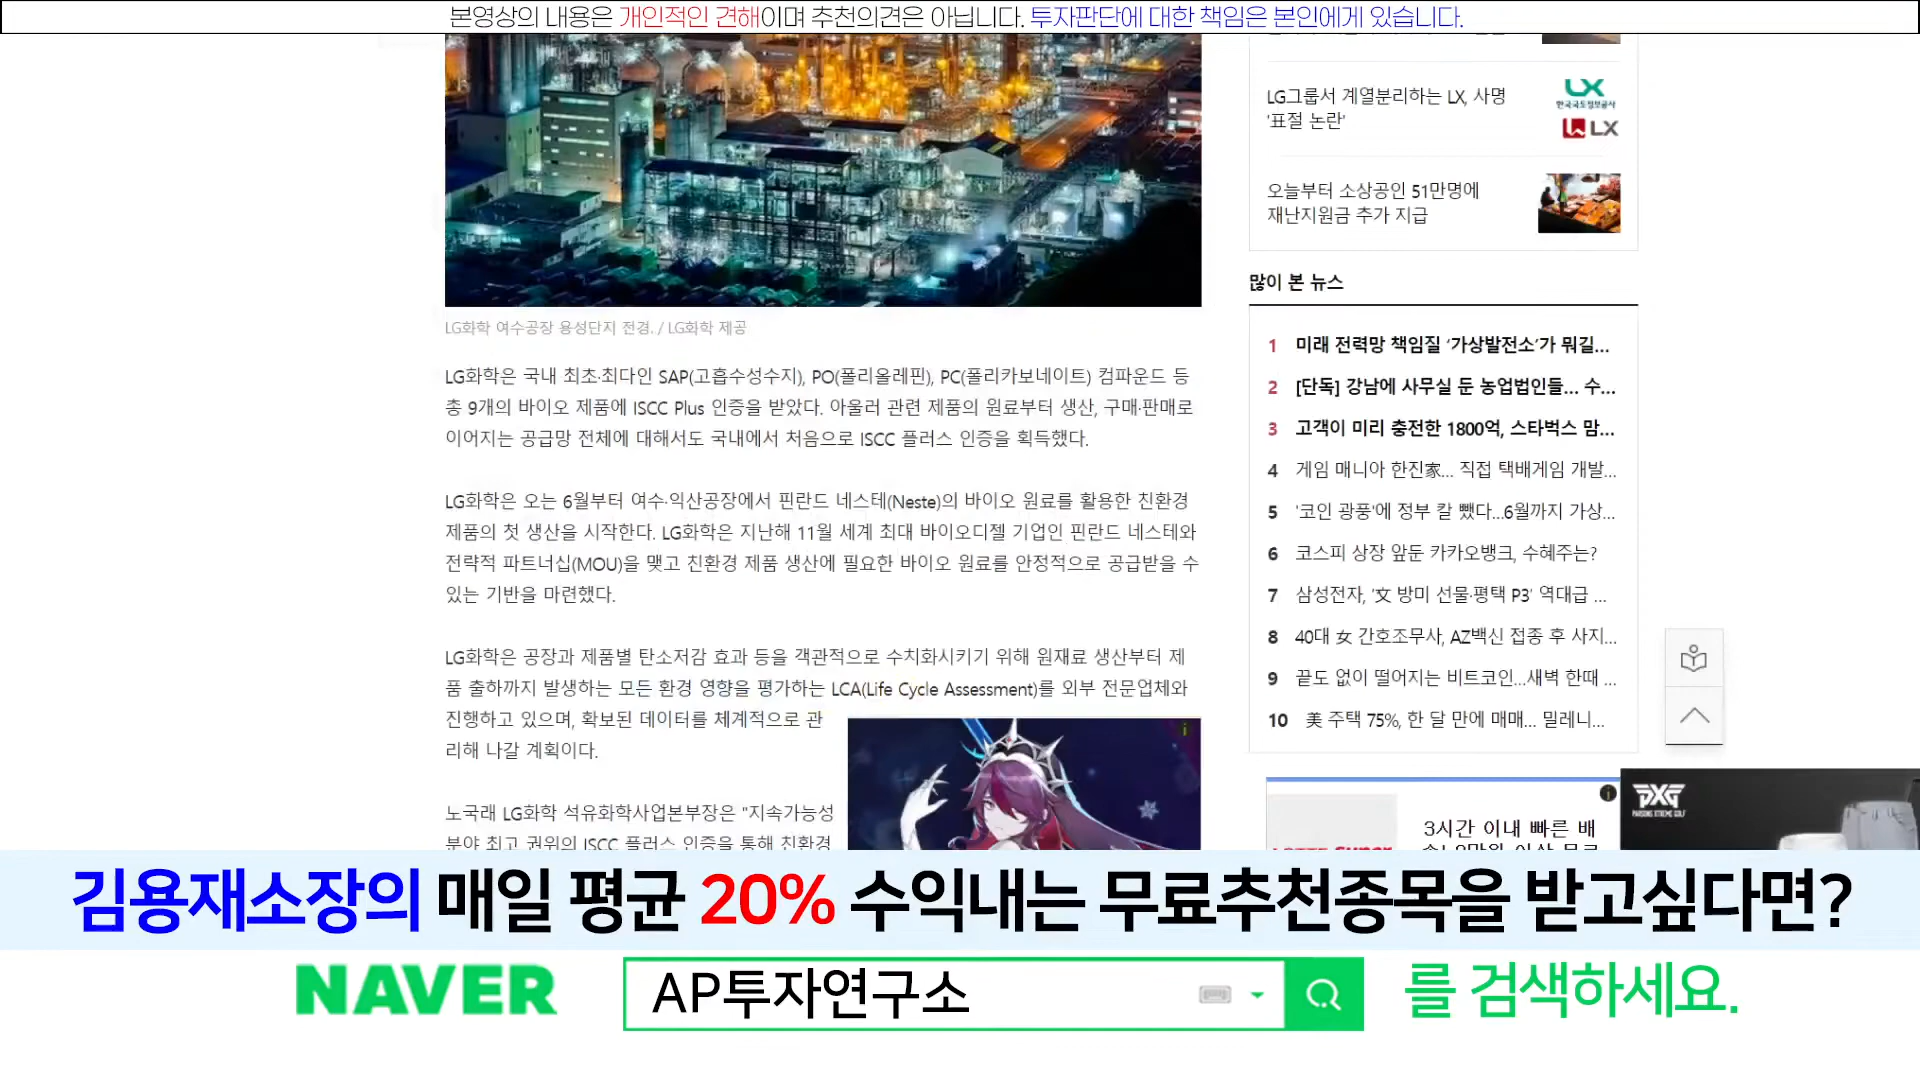 본영상의 내용은 개인적인 견해이며 추천의견은 아닙니다. 투자판단에 대한 책임은 본인에게 있습니다.
LG화학 여수공장 용성단지 전경. / LG화학 제공
LG화학은 국내 최초·최다인 SAP(고흡수성수지), PO(폴리올레핀), PC(폴리카보네이트) 컴파운드 등
총 9개의 바이오 제품에 ISCC Plus 인증을 받았다. 아울러 관련 제품의 원료부터 생산, 구매·판매로
이어지는 공급망 전체에 대해서도 국내에서 처음으로 ISCC 플러스 인증을 획득했다.
LG화학은 오는 6월부터 여수·익산공장에서 핀란드 네스테(Neste)의 바이오 원료를 활용한 친환경
제품의 첫 생산을 시작한다. LG화학은 지난해 11월 세계 최대 바이오디젤 기업인 핀란드 네스테와
전략적 파트너십(MOU)을 맺고 친환경 제품 생산에 필요한 바이오 원료를 안정적으로 공급받을 수
있는 기반을 마련했다.
LG화학은 공장과 제품별 탄소저감 효과 등을 객관적으로 수치화시키기 위해 원재료 생산부터 제
품 출하까지 발생하는 모든 환경 영향을 평가하는 LCA(Life Cycle Assessment)를 외부 전문업체와
진행하고 있으며, 확보된 데이터를 체계적으로 관
리해 나갈 계획이다.
노국래 LG화학 석유화학사업본부장은 "지속가능성
분야 최고 권위의 ISCC 플러스 인증을 통해 친환경
LG그룹서 계열분리하는 LX, 사명
'표절 논란'
LX
한국국토정보공사
LX
오늘부터 소상공인 51만명에
재난지원금 추가 지급
많이 본 뉴스
1 미래 전력망 책임질 '가상발전소'가 뭐길...
2 [단독] 강남에 사무실 둔 농업법인들... 수...
3 고객이 미리 충전한 1800억, 스타벅스 맘...
4 게임 매니아 한진家... 직접 택배게임 개발...
5 '코인 광풍'에 정부 칼 뺐다...6월까지 가상...
6 코스피 상장 앞둔 카카오뱅크, 수혜주는?
7 삼성전자, '文 방미 선물·평택 P3' 역대급 ...
8 40대 女 간호조무사, AZ백신 접종 후 사지...
9 끝도 없이 떨어지는 비트코인...새벽 한때 ...
10 美 주택 75%, 한 달 만에 매매... 밀레니...
3시간 이내 빠른 배
PXG
PARSONS XTREME GOLF
김용재소장의 매일 평균 20% 수익내는 무료추천종목을 받고싶다면?
NAVER AP투자연구소 를 검색하세요.